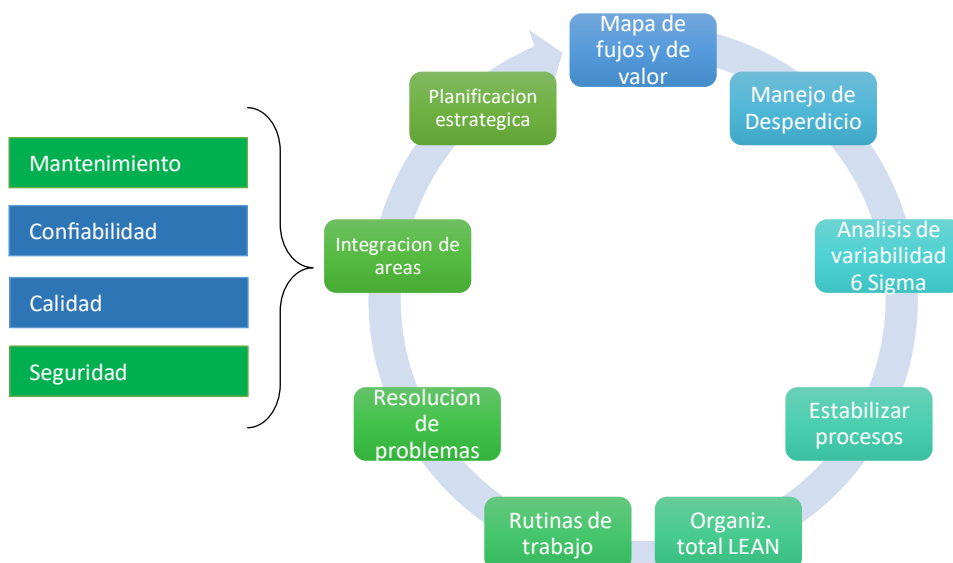 Mapa de
fujos y de
valor
Manejo de
Desperdicio
Analisis de
variabilidad
6 Sigma
Estabilizar
procesos
Organiz.
total LEAN
Rutinas de
trabajo
Resolucion
de
problemas
Integracion de
areas
Planificacion
estrategica
Mantenimiento
Confiabilidad
Calidad
Seguridad